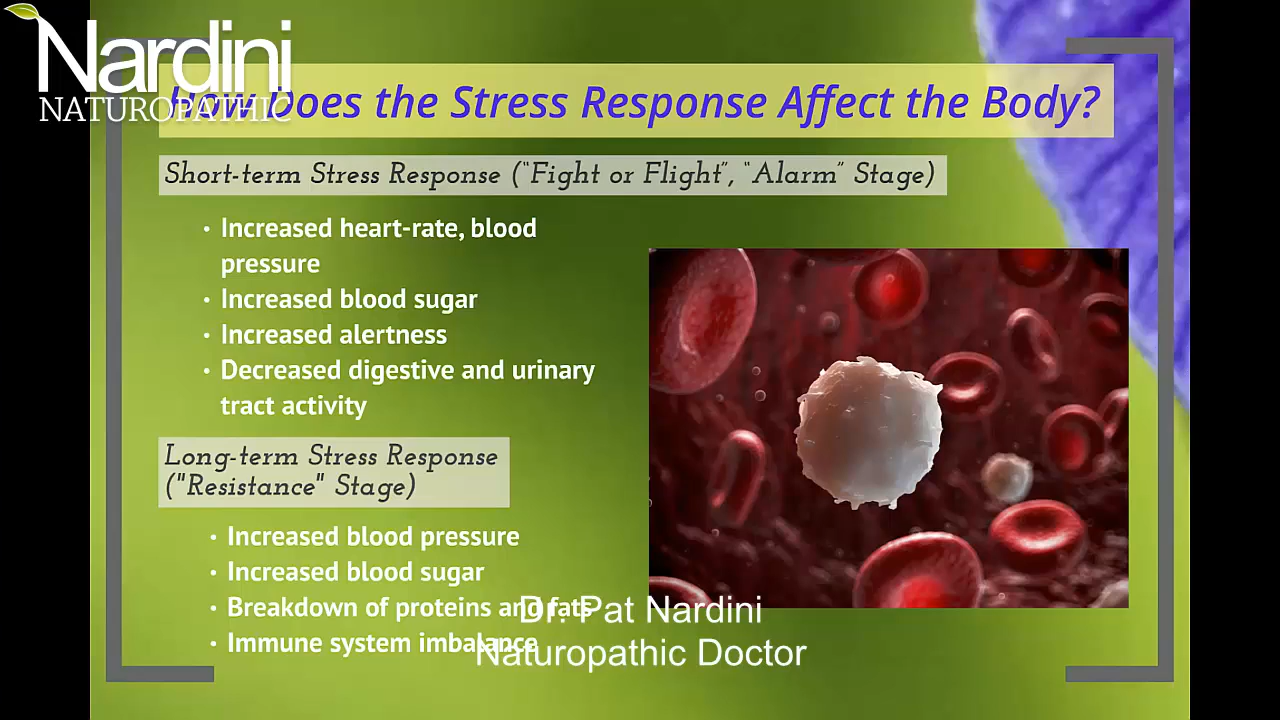 Nardini
NATUROPATHIC
How Does the Stress Response Affect the Body?
Short-term Stress Response ("Fight or Flight", "Alarm" Stage)
• Increased heart-rate, blood
pressure
• Increased blood sugar
• Increased alertness
• Decreased digestive and urinary
tract activity
Long-term Stress Response
("Resistance" Stage)
• Increased blood pressure
• Increased blood sugar
• Breakdown of proteins and fats
• Immune system imbalance
Dr. Pat Nardini
Naturopathic Doctor